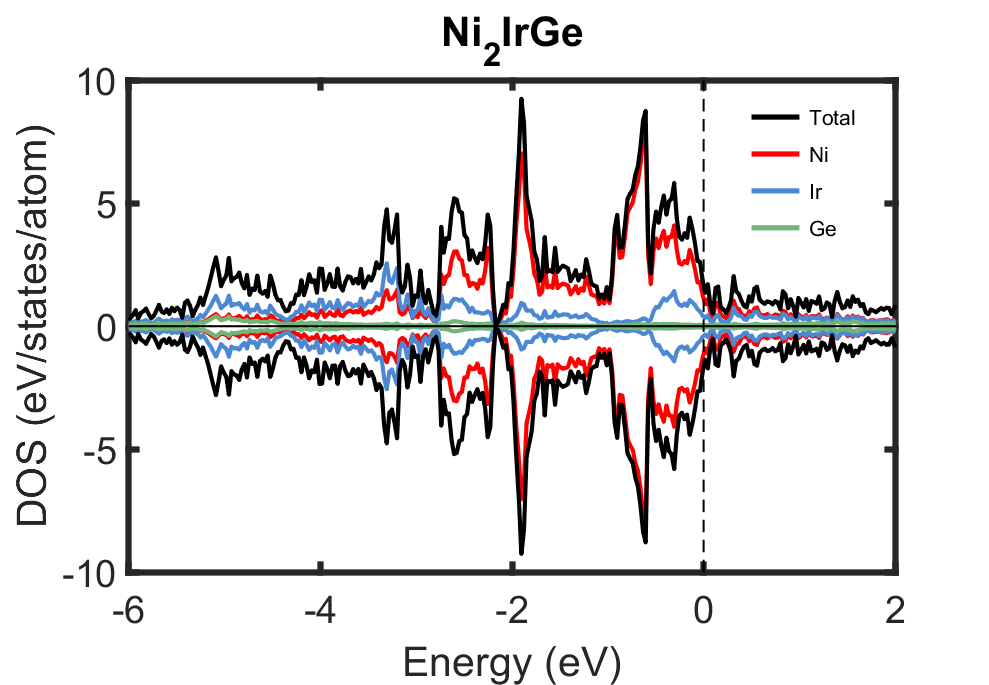 Ni₂IrGe
DOS (eV/states/atom)
10
5
0
-5
-10
-6
-4
-2
0
2
Energy (eV)
Total
Ni
Ir
Ge